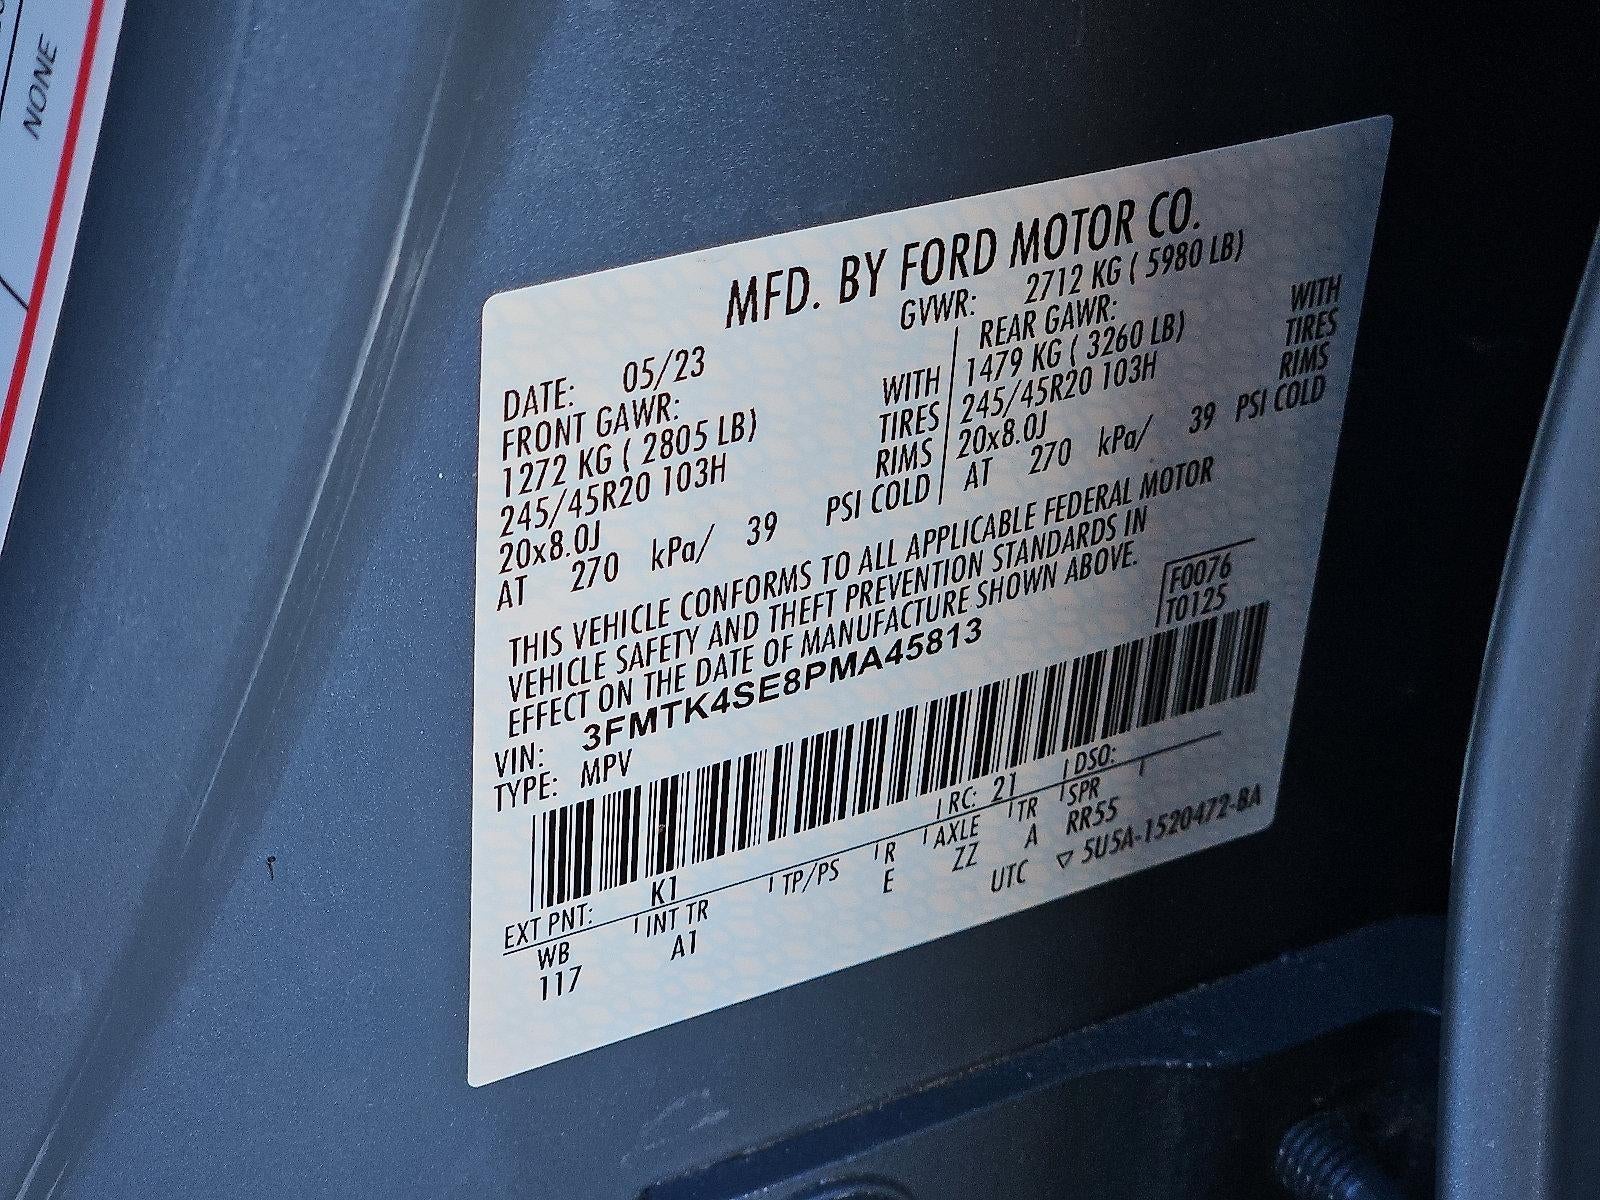 NONE
MFD. BY FORD MOTOR CO.
GVWR: 2712 KG ( 5980 LB)
DATE: 05/23
FRONT GAWR:
1272 KG ( 2805 LB) WITH
245/45R20 103H TIRES
20x8.0J RIMS
AT 270 kPa/ 39 PSI COLD
REAR GAWR:
1479 KG ( 3260 LB) WITH
245/45R20 103H TIRES
20x8.0J RIMS
AT 270 kPa/ 39 PSI COLD
THIS VEHICLE CONFORMS TO ALL APPLICABLE FEDERAL MOTOR
VEHICLE SAFETY AND THEFT PREVENTION STANDARDS IN
EFFECT ON THE DATE OF MANUFACTURE SHOWN ABOVE.
F0076
T0125
VIN: 3FMTK4SE8PMA45813
TYPE: MPV
EXT PNT: K1 RC: 21 DSO:
WB INT TR TP/PS R AXLE TR SPR
117 A1 E ZZ A RR55
UTC ▽ 5U5A-1520472-BA